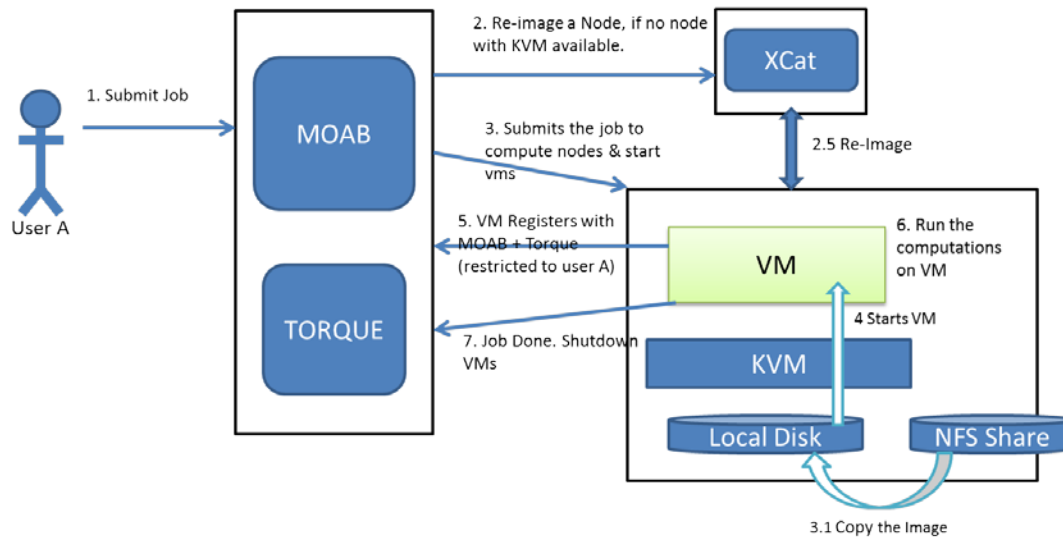 2. Re-image a Node, if no node
with KVM available.
XCat
1. Submit Job
MOAB
3. Submits the job to
compute nodes & start
vms
2.5 Re-Image
User A
5. VM Registers with
MOAB + Torque
(restricted to user A)
VM
6. Run the
computations
on VM
TORQUE
4 Starts VM
7. Job Done. Shutdown
VMs
KVM
Local Disk
NFS Share
3.1 Copy the Image